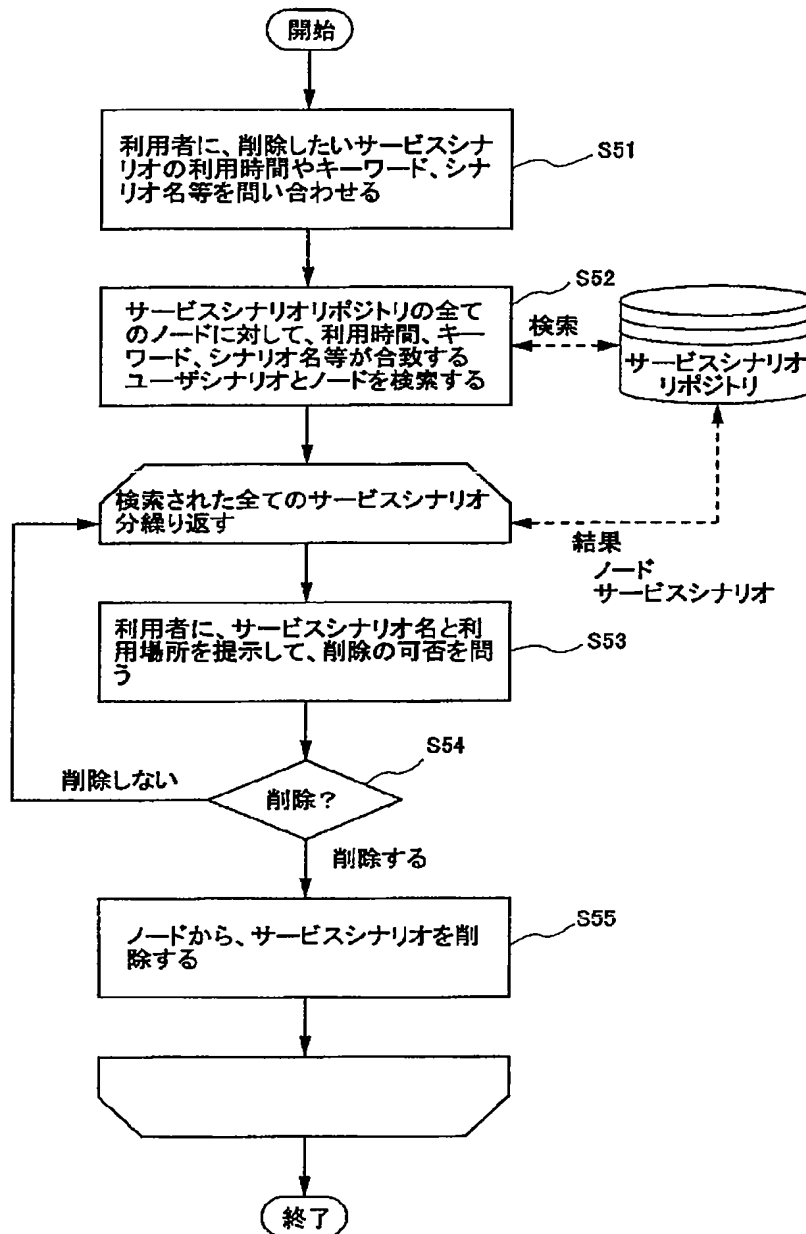 開始
利用者に、削除したいサービスシナ
リオの利用時間やキーワード、シナ
リオ名等を問い合わせる
S51
S52
サービスシナリオリポジトリの全て
のノードに対して、利用時間、キー
ワード、シナリオ名等が合致する
ユーザシナリオとノードを検索する
検索
サービスシナリオ
リポジトリ
検索された全てのサービスシナリオ
分繰り返す
結果
ノード
サービスシナリオ
利用者に、サービスシナリオ名と利
用場所を提示して、削除の可否を問
う
S53
S54
削除しない
削除?
削除する
S55
ノードから、サービスシナリオを削
除する
終了